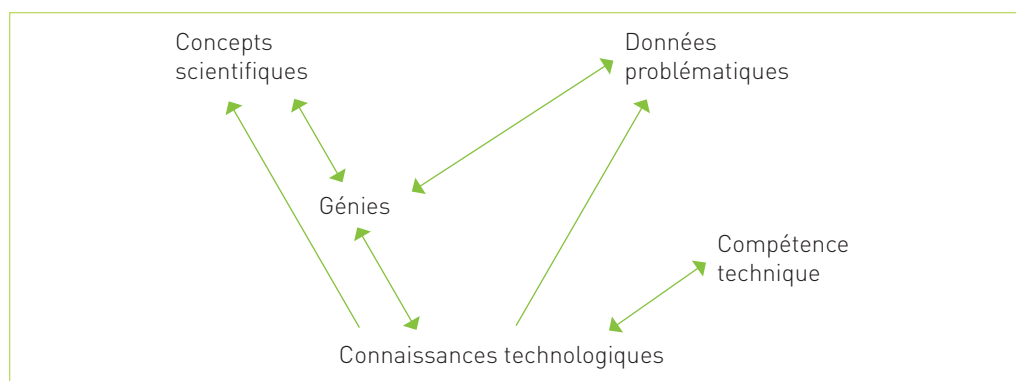 Concepts
scientifiques
Données
problématiques
Génies
Compétence
technique
Connaissances technologiques